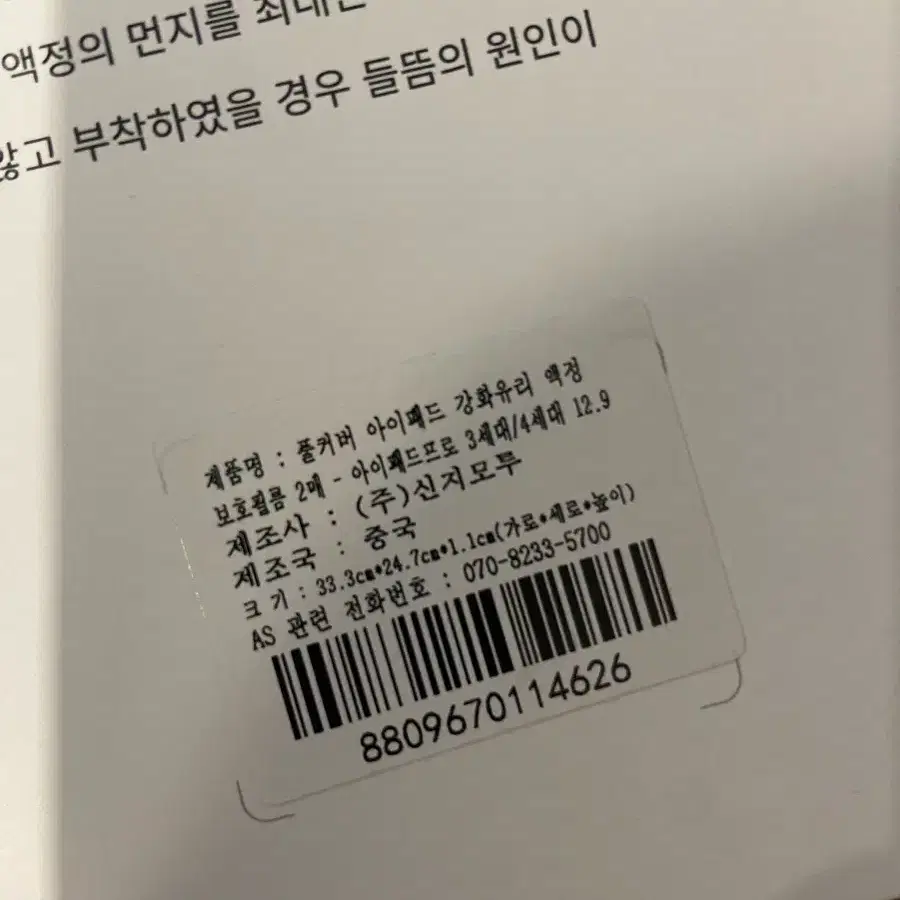 액정의 먼지를 최대한
않고 부착하였을 경우 들뜸의 원인이
제품명 : 풀커버 아이패드 강화유리 액정
보호필름 2매 - 아이패드프로 3세대/4세대 12.9
제조사 : (주)신지모루
제조국 : 중국
크 기 : 33.3cm*24.7cm*1.1cm(가로*세로*높이)
AS 관련 전화번호 : 070-8233-5700
8809670114626